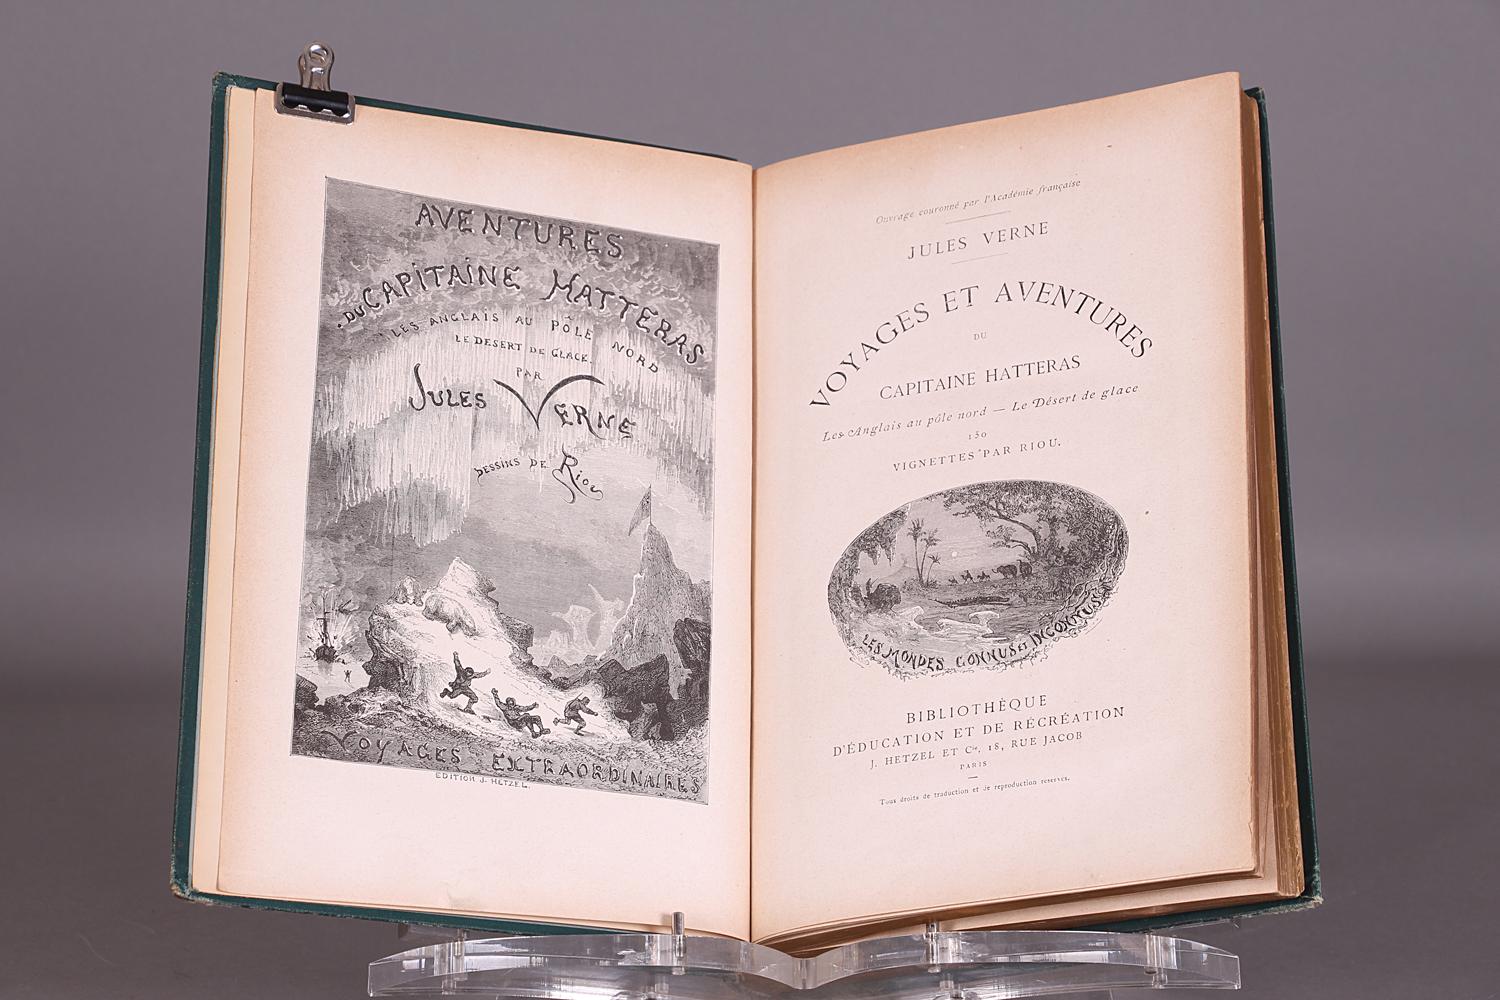 AVENTURES
DU CAPITAINE HATTERAS
LES ANGLAIS AU PÔLE NORD
LE DESERT DE GLACE.
PAR
JULES VERNE
DESSINS DE Riou
VOYAGES EXTRAORDINAIRES
EDITION J. HETZEL.
Ouvrage couronné par l'Académie française
JULES VERNE
VOYAGES ET AVENTURES
DU
CAPITAINE HATTERAS
Les Anglais au pôle nord — Le Désert de glace
150
VIGNETTES PAR RIOU.
LES MONDES CONNUS ET INCONNUS
BIBLIOTHÈQUE
D'ÉDUCATION ET DE RÉCRÉATION
J. HETZEL ET Cie, 18, RUE JACOB
PARIS
Tous droits de traduction et de reproduction réservés.